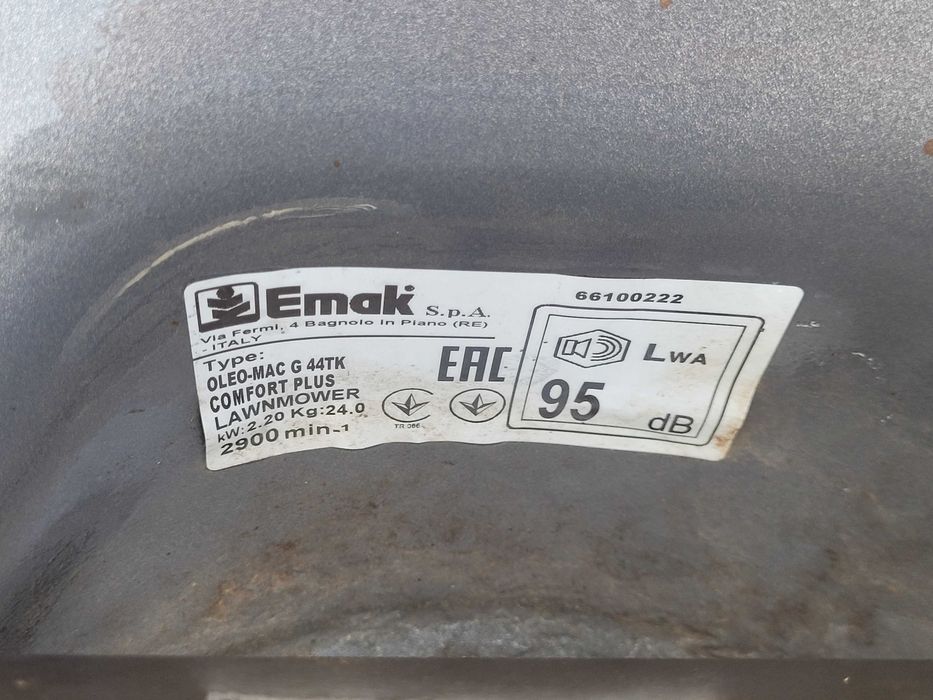 Emak S.p.A.
Via Fermi, 4 Bagnolo in Piano (RE)
- ITALY
Type:
OLEO-MAC G 44TK
COMFORT PLUS
LAWNMOWER
kW: 2.20 Kg: 24.0
2900 min-1
EAC
TR 066
66100222
LWA
95
dB